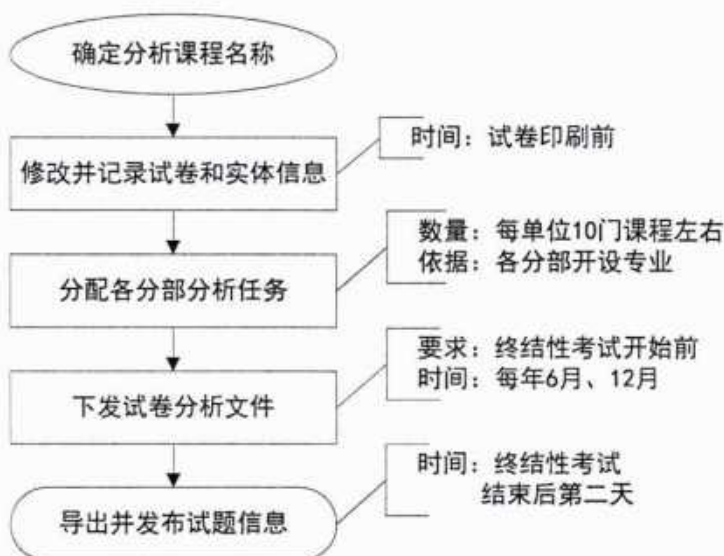 确定分析课程名称
修改并记录试卷和实体信息
时间：试卷印刷前
分配各分部分析任务
数量：每单位10门课程左右
依据：各分部开设专业
下发试卷分析文件
要求：终结性考试开始前
时间：每年6月、12月
导出并发布试题信息
时间：终结性考试
结束后第二天